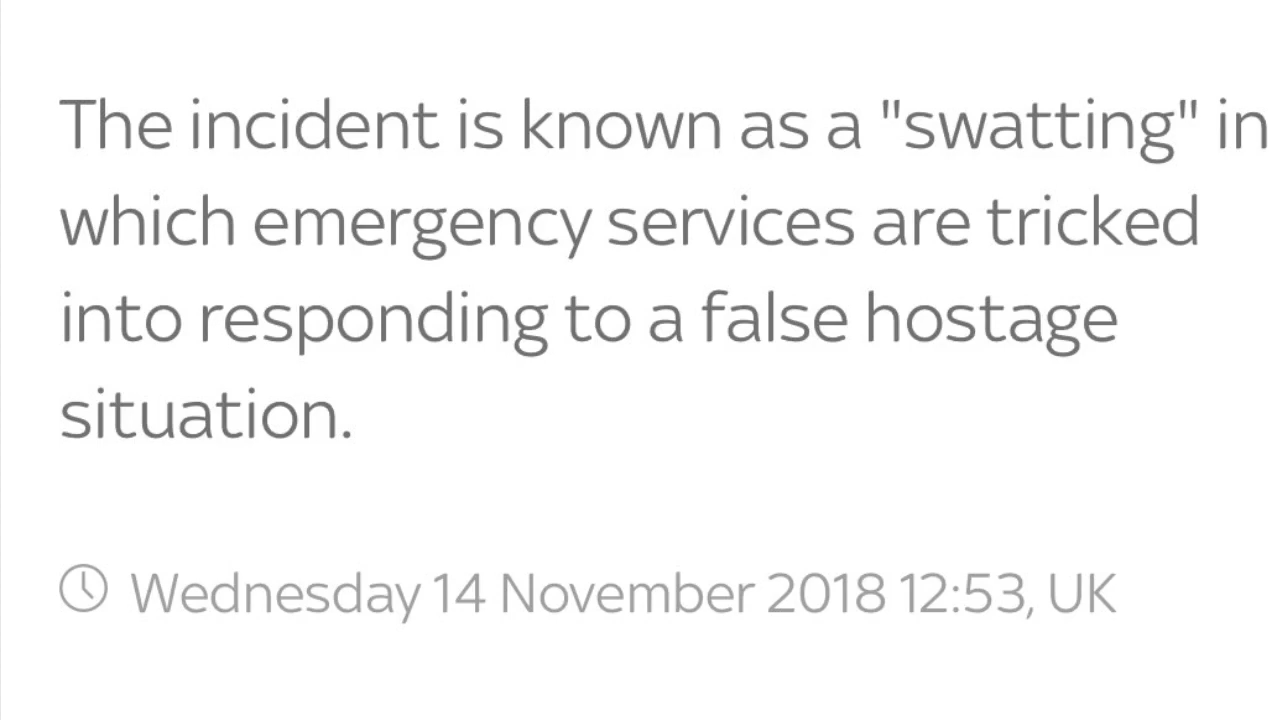 The incident is known as a "swatting" in
which emergency services are tricked
into responding to a false hostage
situation.
Wednesday 14 November 2018 12:53, UK